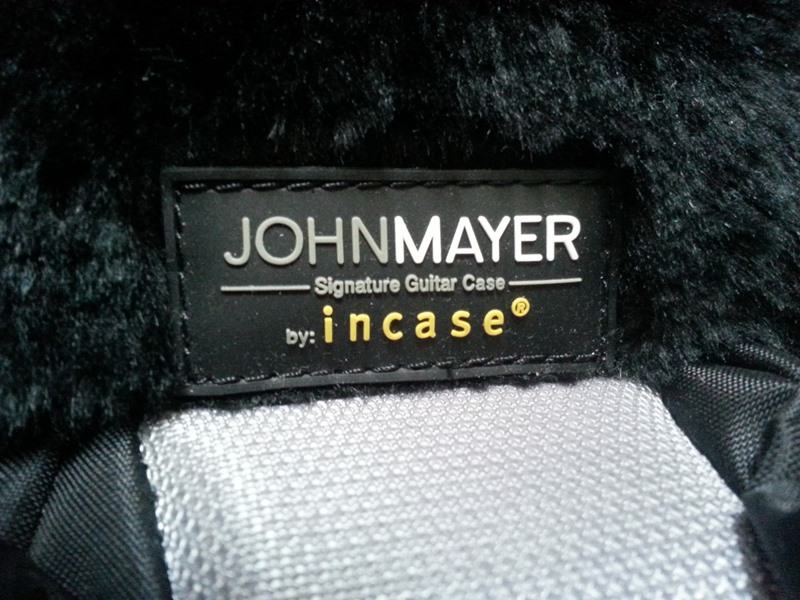 JOHNMAYER
Signature Guitar Case
by: incase®